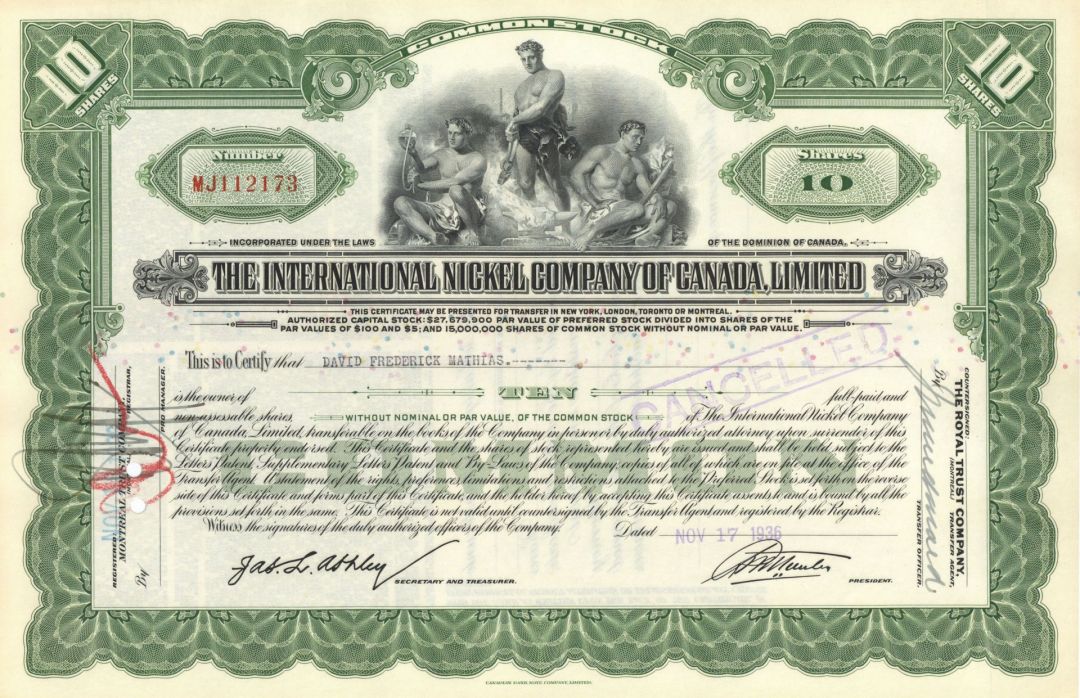 COMMON STOCK
10 SHARES
10 SHARES
Number
MJ112173
Shares
10
INCORPORATED UNDER THE LAWS OF THE DOMINION OF CANADA.
THE INTERNATIONAL NICKEL COMPANY OF CANADA, LIMITED
THIS CERTIFICATE MAY BE PRESENTED FOR TRANSFER IN NEW YORK, LONDON, TORONTO OR MONTREAL.
AUTHORIZED CAPITAL STOCK: $27,679,900 PAR VALUE OF PREFERRED STOCK DIVIDED INTO SHARES OF THE
PAR VALUES OF $100 AND $5; AND 15,000,000 SHARES OF COMMON STOCK WITHOUT NOMINAL OR PAR VALUE.
This is to Certify that DAVID FREDERICK MATHIAS.--------
CANCELLED
is the owner of TEN full-paid and
non-assessable shares WITHOUT NOMINAL OR PAR VALUE, OF THE COMMON STOCK of The International Nickel Company
of Canada, Limited, transferable on the books of the Company in person or by duly authorized attorney upon surrender of this
Certificate properly endorsed. This Certificate and the shares of stock represented hereby are issued and shall be held subject to the
Letters Patent, Supplementary Letters Patent and By-Laws of the Company, copies of all of which are on file at the office of the
Transfer Agent. A statement of the rights, preferences, limitations and restrictions attached to the Preferred Stock is set forth on the reverse
side of this Certificate and forms part of this Certificate, and the holder hereof by accepting this Certificate assents to and is bound by all the
provisions set forth in the same. This Certificate is not valid until countersigned by the Transfer Agent and registered by the Registrar.
Witness the signatures of the duly authorized officers of the Company.
Dated NOV 17 1936
Jas. L. Ashley
SECRETARY AND TREASURER.
PRESIDENT.
REGISTERED:
MONTREAL TRUST COMPANY
REGISTRAR,
By
PRO MANAGER.
COUNTERSIGNED:
THE ROYAL TRUST COMPANY,
(MONTREAL) TRANSFER AGENT,
By
TRANSFER OFFICER.
CANADIAN BANK NOTE COMPANY, LIMITED.